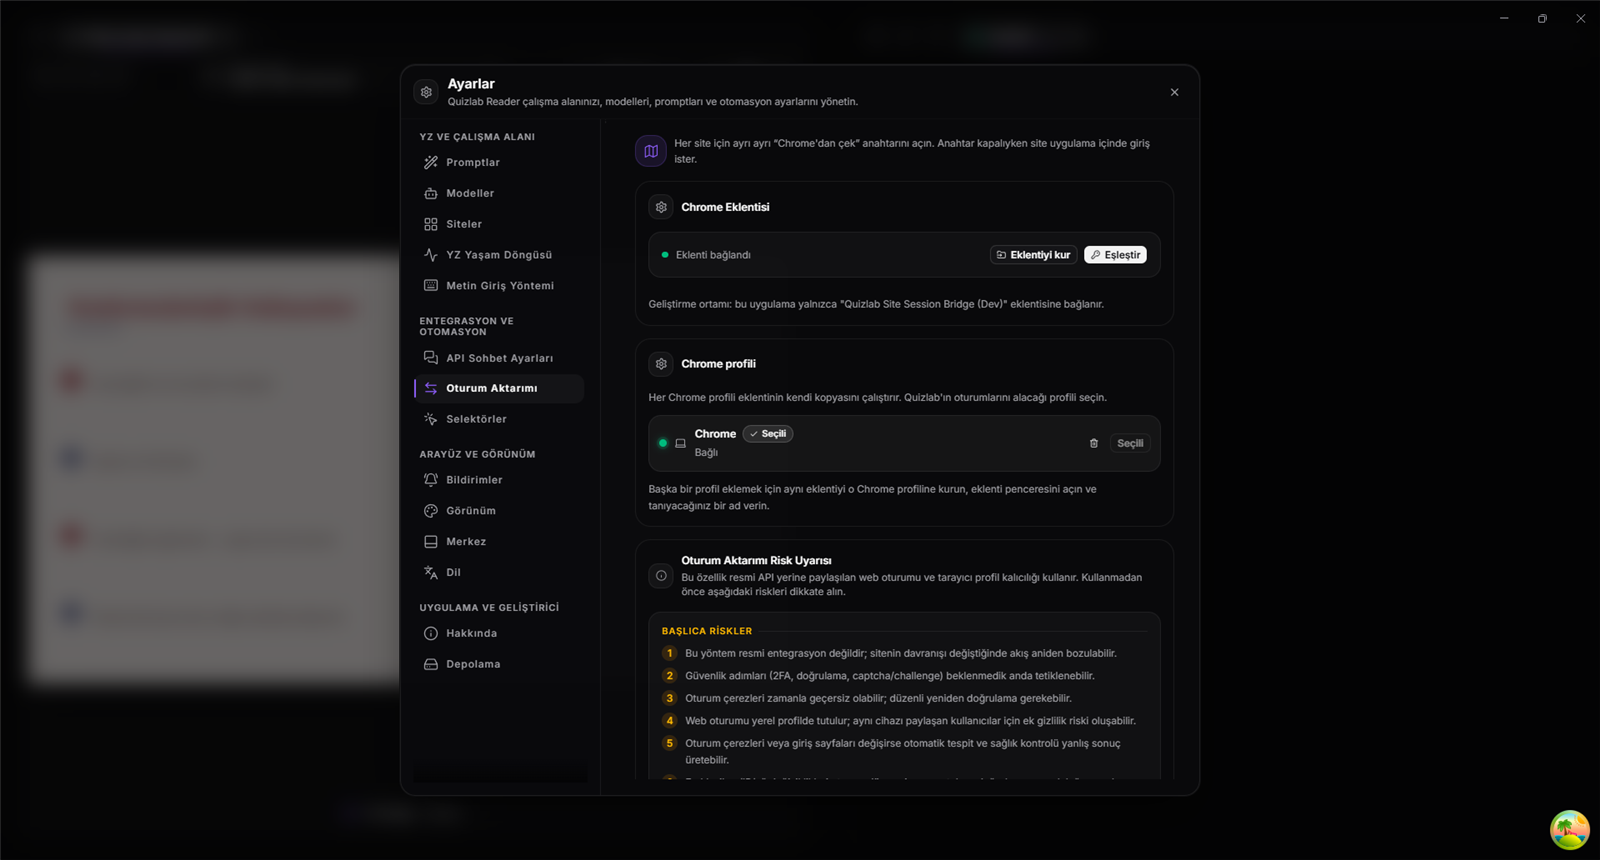 Ayarlar
Quizlab Reader çalışma alanınızı, modelleri, promptları ve otomasyon ayarlarını yönetin.
YZ VE ÇALIŞMA ALANI
Promptlar
Modeller
Siteler
YZ Yaşam Döngüsü
Metin Giriş Yöntemi
ENTEGRASYON VE
OTOMASYON
API Sohbet Ayarları
Oturum Aktarımı
Selektörler
ARAYÜZ VE GÖRÜNÜM
Bildirimler
Görünüm
Merkez
Dil
UYGULAMA VE GELİŞTİRİCİ
Hakkında
Depolama
Her site için ayrı ayrı “Chrome'dan çek” anahtarını açın. Anahtar kapalıyken site uygulama içinde giriş
ister.
Chrome Eklentisi
Eklenti bağlandı
Eklentiyi kur
Eşleştir
Geliştirme ortamı: bu uygulama yalnızca "Quizlab Site Session Bridge (Dev)" eklentisine bağlanır.
Chrome profili
Her Chrome profili eklentinin kendi kopyasını çalıştırır. Quizlab'ın oturumlarını alacağı profili seçin.
Chrome
Seçili
Bağlı
Seçili
Başka bir profil eklemek için aynı eklentiyi o Chrome profiline kurun, eklenti penceresini açın ve
tanıyacağınız bir ad verin.
Oturum Aktarımı Risk Uyarısı
Bu özellik resmi API yerine paylaşılan web oturumu ve tarayıcı profil kalıcılığı kullanır. Kullanmadan
önce aşağıdaki riskleri dikkate alın.
BAŞLICA RİSKLER
1 Bu yöntem resmi entegrasyon değildir; sitenin davranışı değiştiğinde akış aniden bozulabilir.
2 Güvenlik adımları (2FA, doğrulama, captcha/challenge) beklenmedik anda tetiklenebilir.
3 Oturum çerezleri zamanla geçersiz olabilir; düzenli yeniden doğrulama gerekebilir.
4 Web oturumu yerel profilde tutulur; aynı cihazı paylaşan kullanıcılar için ek gizlilik riski oluşabilir.
5 Oturum çerezleri veya giriş sayfaları değişirse otomatik tespit ve sağlık kontrolü yanlış sonuç
üretebilir.